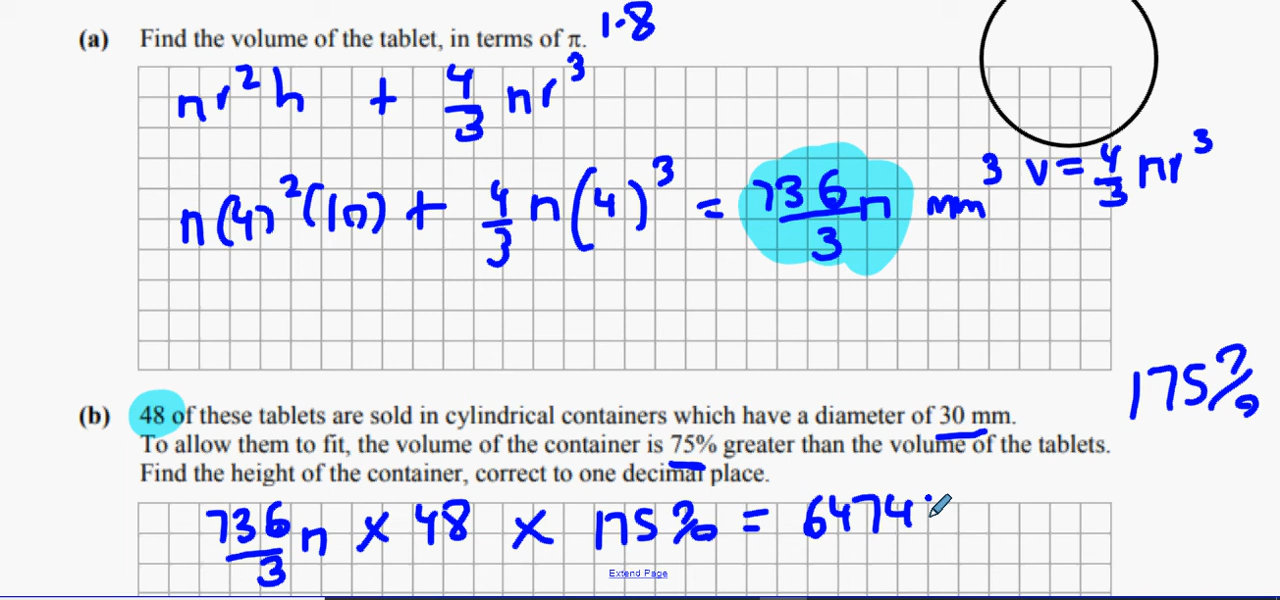 (a) Find the volume of the tablet, in terms of π. 1.8
πr²h + 4/3 πr³
π(4)²(10) + 4/3 π(4)³ = 736/3 π mm³
V = 4/3 πr³
175%
(b) 48 of these tablets are sold in cylindrical containers which have a diameter of 30 mm.
To allow them to fit, the volume of the container is 75% greater than the volume of the tablets.
Find the height of the container, correct to one decimal place.
736/3 π × 48 × 175% = 6474
Extend Page